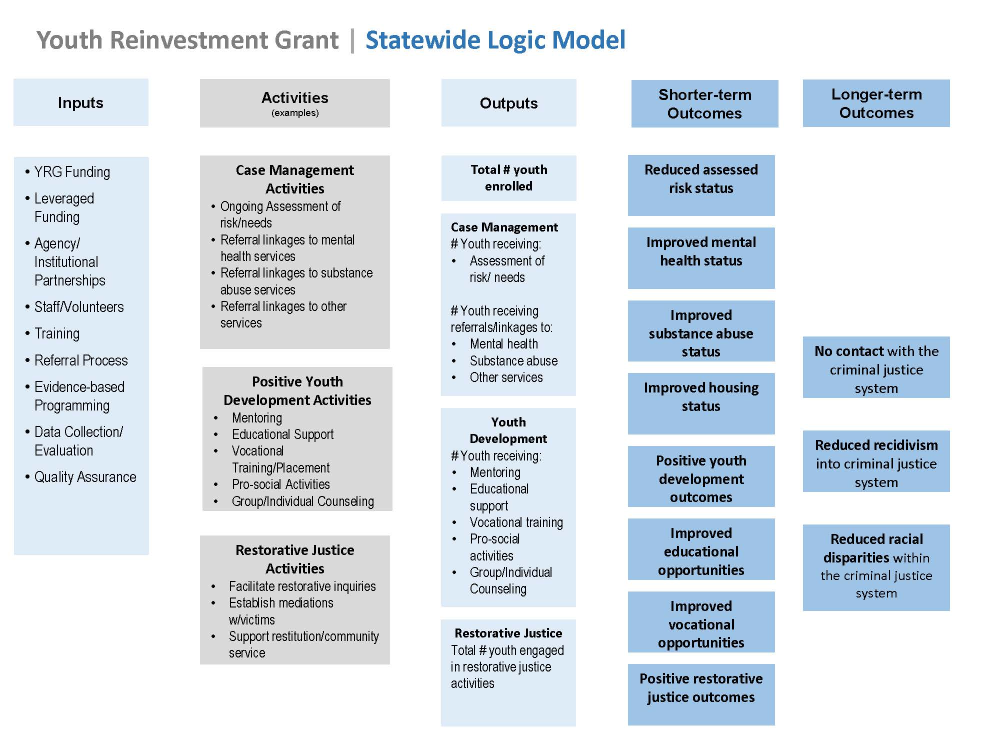 Youth Reinvestment Grant | Statewide Logic Model
Inputs
• YRG Funding
• Leveraged
Funding
• Agency/
Institutional
Partnerships
• Staff/Volunteers
• Training
• Referral Process
• Evidence-based
Programming
• Data Collection/
Evaluation
• Quality Assurance
Activities
(examples)
Case Management
Activities
• Ongoing Assessment of
risk/needs
• Referral linkages to mental
health services
• Referral linkages to substance
abuse services
• Referral linkages to other
services
Positive Youth
Development Activities
• Mentoring
• Educational Support
• Vocational
Training/Placement
• Pro-social Activities
• Group/Individual Counseling
Restorative Justice
Activities
• Facilitate restorative inquiries
• Establish mediations
w/victims
• Support restitution/community
service
Outputs
Total # youth
enrolled
Case Management
# Youth receiving:
• Assessment of
risk/ needs
# Youth receiving
referrals/linkages to:
• Mental health
• Substance abuse
• Other services
Youth
Development
# Youth receiving:
• Mentoring
• Educational
support
• Vocational training
• Pro-social
activities
• Group/Individual
Counseling
Restorative Justice
Total # youth engaged
in restorative justice
activities
Shorter-term
Outcomes
Reduced assessed
risk status
Improved mental
health status
Improved
substance abuse
status
Improved housing
status
Positive youth
development
outcomes
Improved
educational
opportunities
Improved
vocational
opportunities
Positive restorative
justice outcomes
Longer-term
Outcomes
No contact with the
criminal justice
system
Reduced recidivism
into criminal justice
system
Reduced racial
disparities within
the criminal justice
system